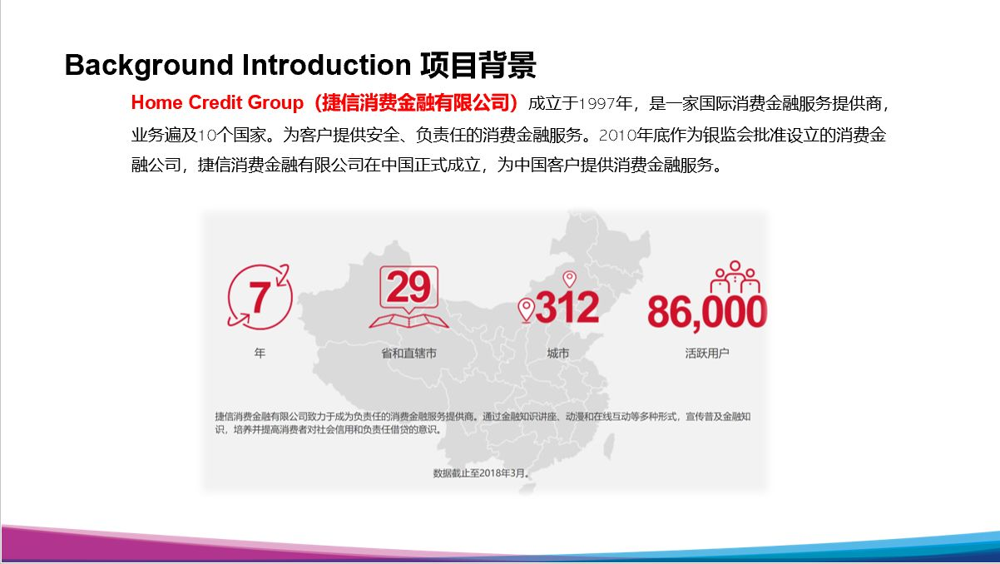 Background Introduction 项目背景
Home Credit Group（捷信消费金融有限公司）成立于1997年，是一家国际消费金融服务提供商，
业务遍及10个国家。为客户提供安全、负责任的消费金融服务。2010年底作为银监会批准设立的消费金
融公司，捷信消费金融有限公司在中国正式成立，为中国客户提供消费金融服务。
7
29
312
86,000
年
省和直辖市
城市
活跃用户
捷信消费金融有限公司致力于成为负责任的消费金融服务提供商。通过金融知识讲座、动漫和在线互动等多种形式，宣传普及金融知
识，培养并提高消费者对社会信用和负责任借贷的意识。
数据截止至2018年3月。